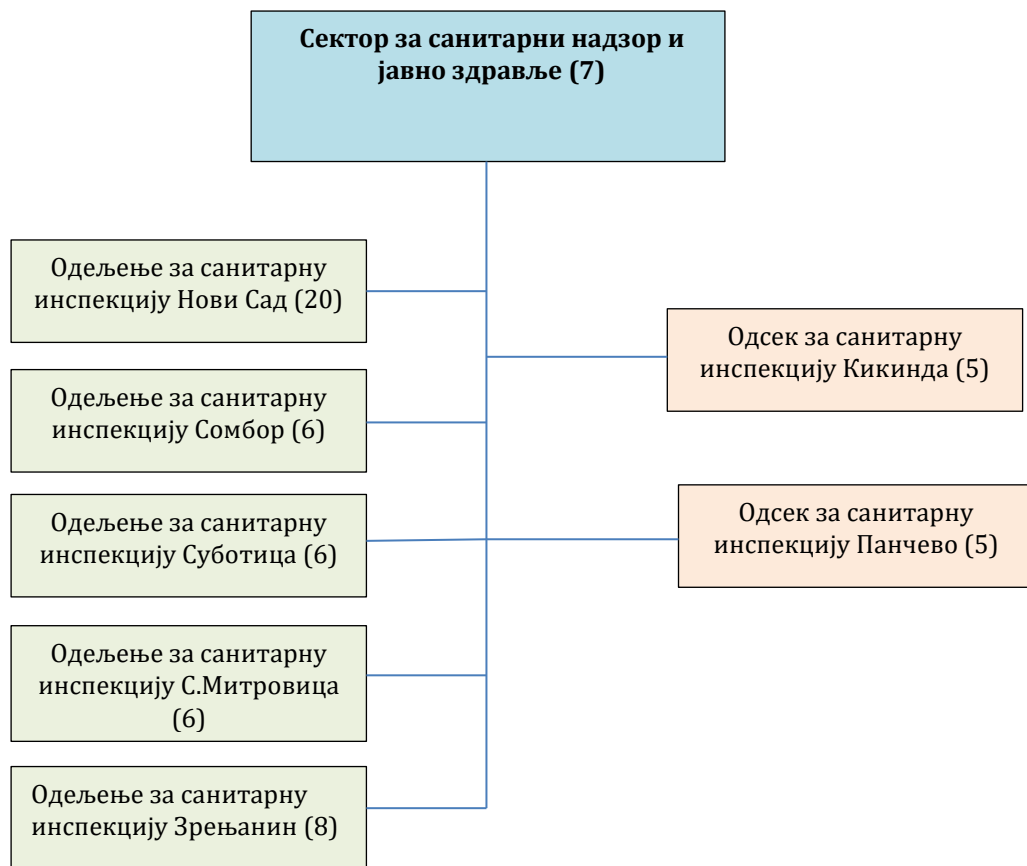 Сектор за санитарни надзор и
јавно здравље (7)
Одељење за санитарну
инспекцију Нови Сад (20)
Одсек за санитарну
инспекцију Кикинда (5)
Одељење за санитарну
инспекцију Сомбор (6)
Одељење за санитарну
инспекцију Суботица (6)
Одсек за санитарну
инспекцију Панчево (5)
Одељење за санитарну
инспекцију С.Митровица
(6)
Одељење за санитарну
инспекцију Зрењанин (8)